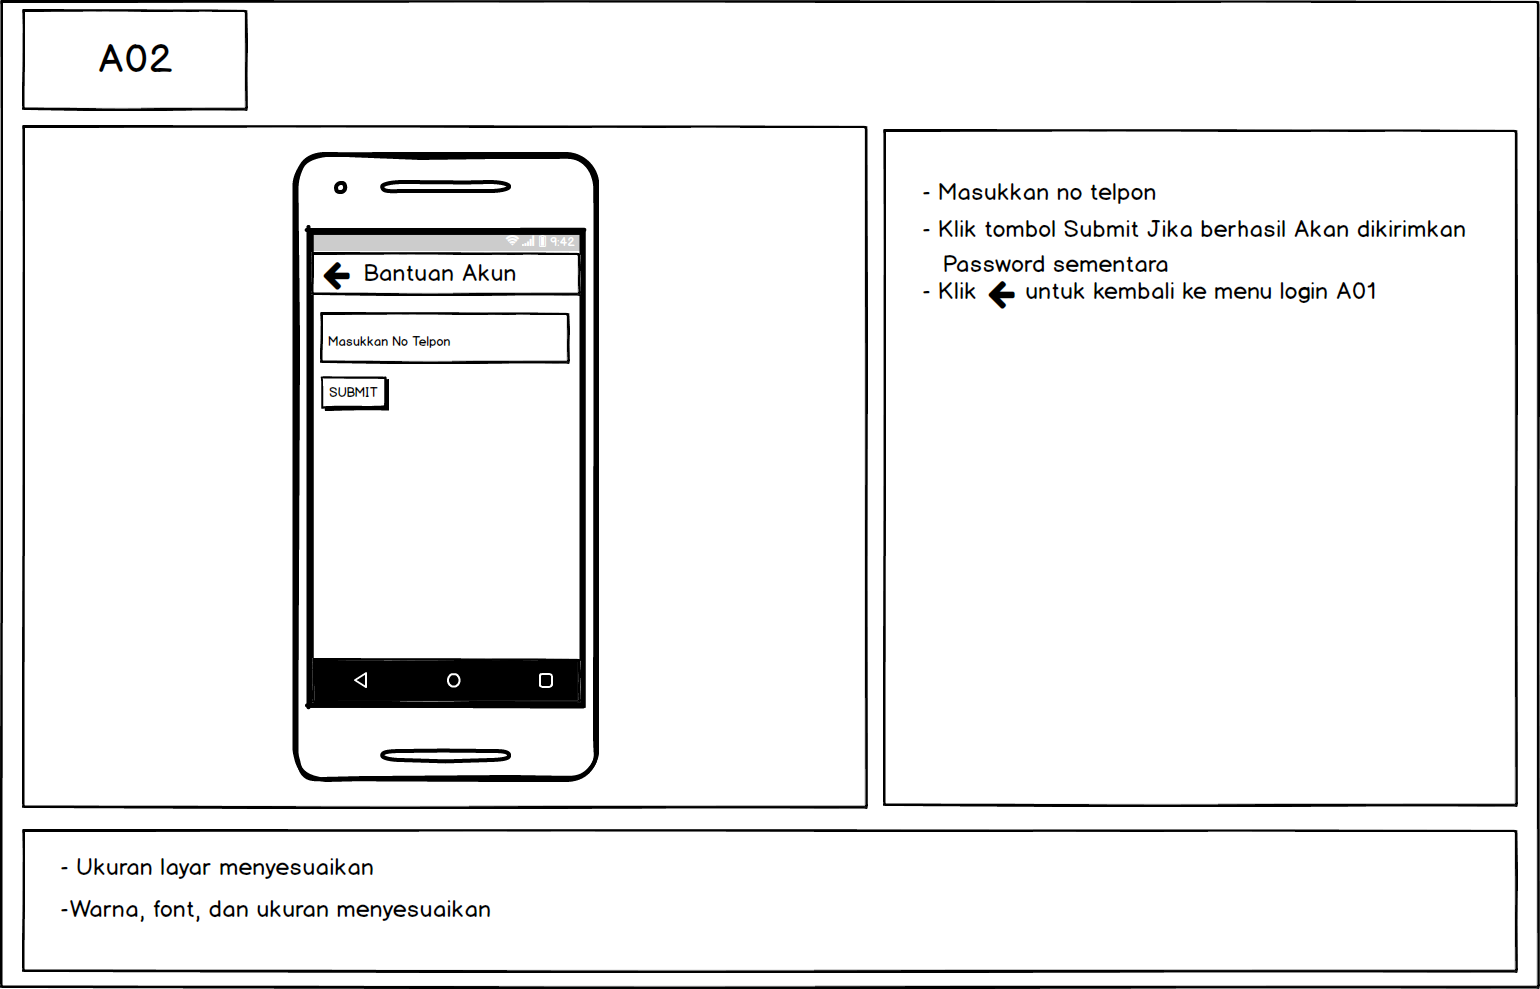 A02
9:42
Bantuan Akun
Masukkan No Telpon
SUBMIT
- Masukkan no telpon
- Klik tombol Submit Jika berhasil Akan dikirimkan
Password sementara
- Klik untuk kembali ke menu login A01
- Ukuran layar menyesuaikan
-Warna, font, dan ukuran menyesuaikan